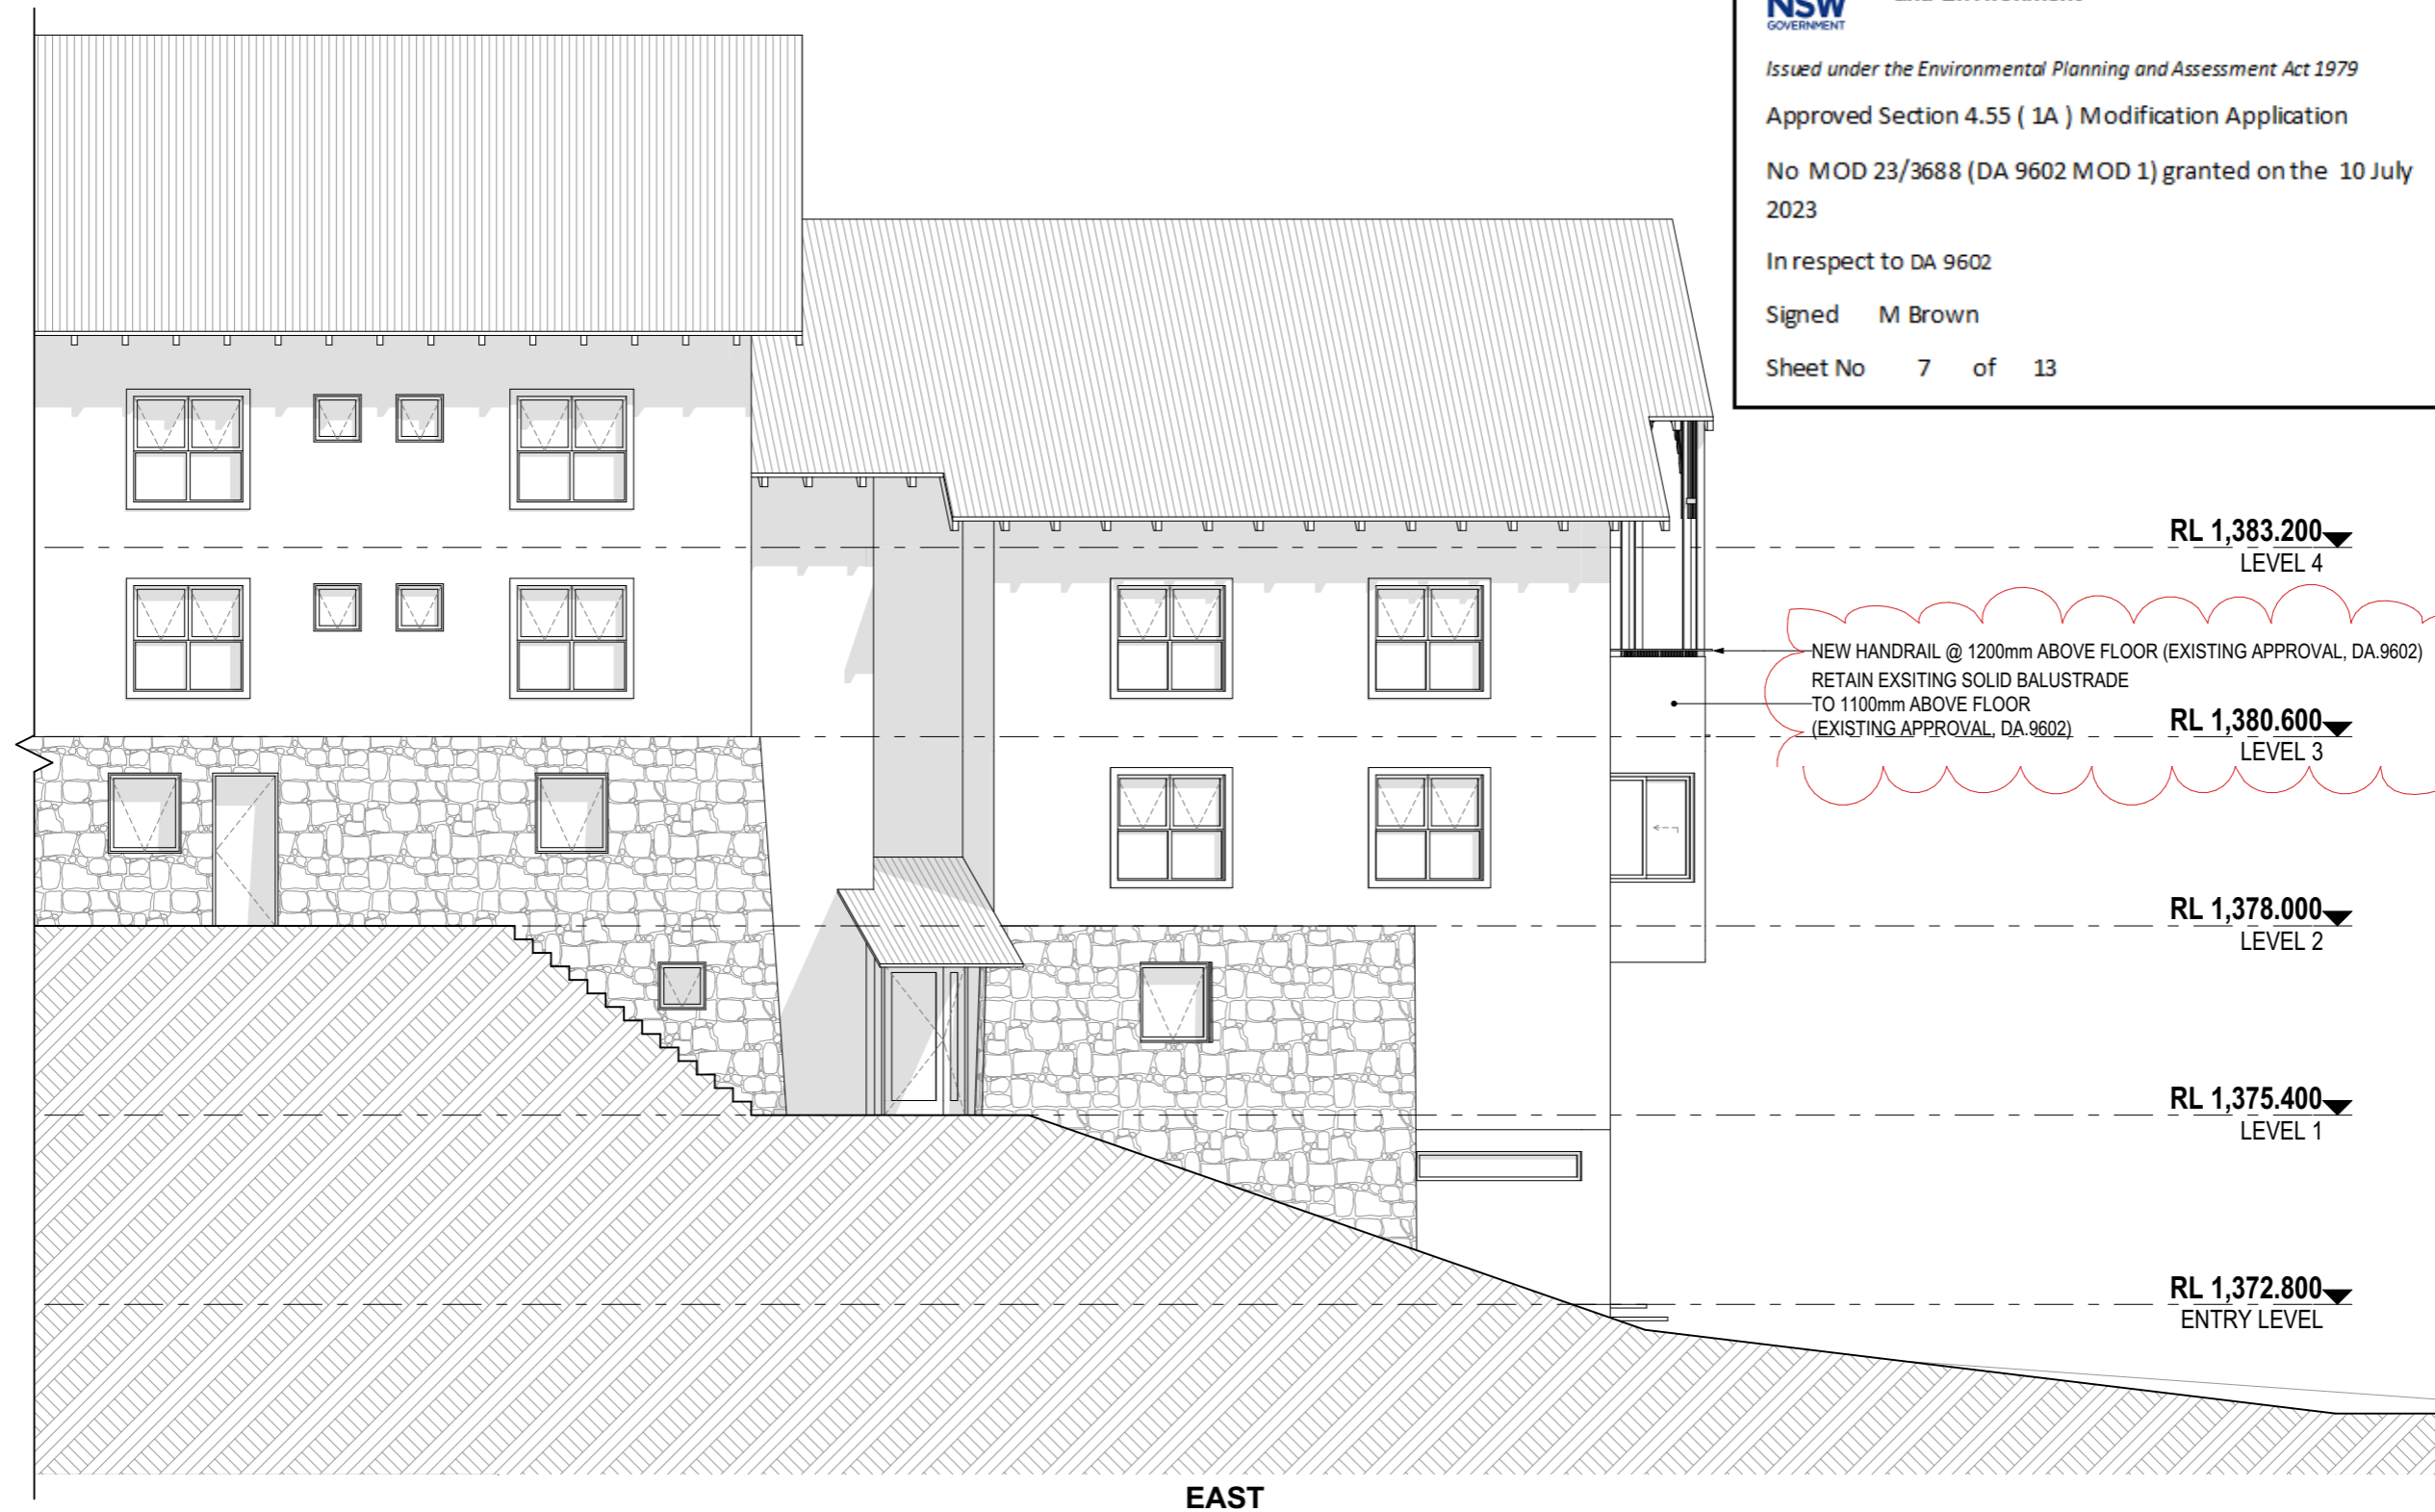 NSW
GOVERNMENT
Issued under the Environmental Planning and Assessment Act 1979
Approved Section 4.55 ( 1A ) Modification Application
No MOD 23/3688 (DA 9602 MOD 1) granted on the 10 July
2023
In respect to DA 9602
Signed M Brown
Sheet No 7 of 13
RL 1,383.200
LEVEL 4
NEW HANDRAIL @ 1200mm ABOVE FLOOR (EXISTING APPROVAL, DA.9602)
RETAIN EXSITING SOLID BALUSTRADE
TO 1100mm ABOVE FLOOR
(EXISTING APPROVAL, DA.9602)
RL 1,380.600
LEVEL 3
RL 1,378.000
LEVEL 2
RL 1,375.400
LEVEL 1
RL 1,372.800
ENTRY LEVEL
EAST